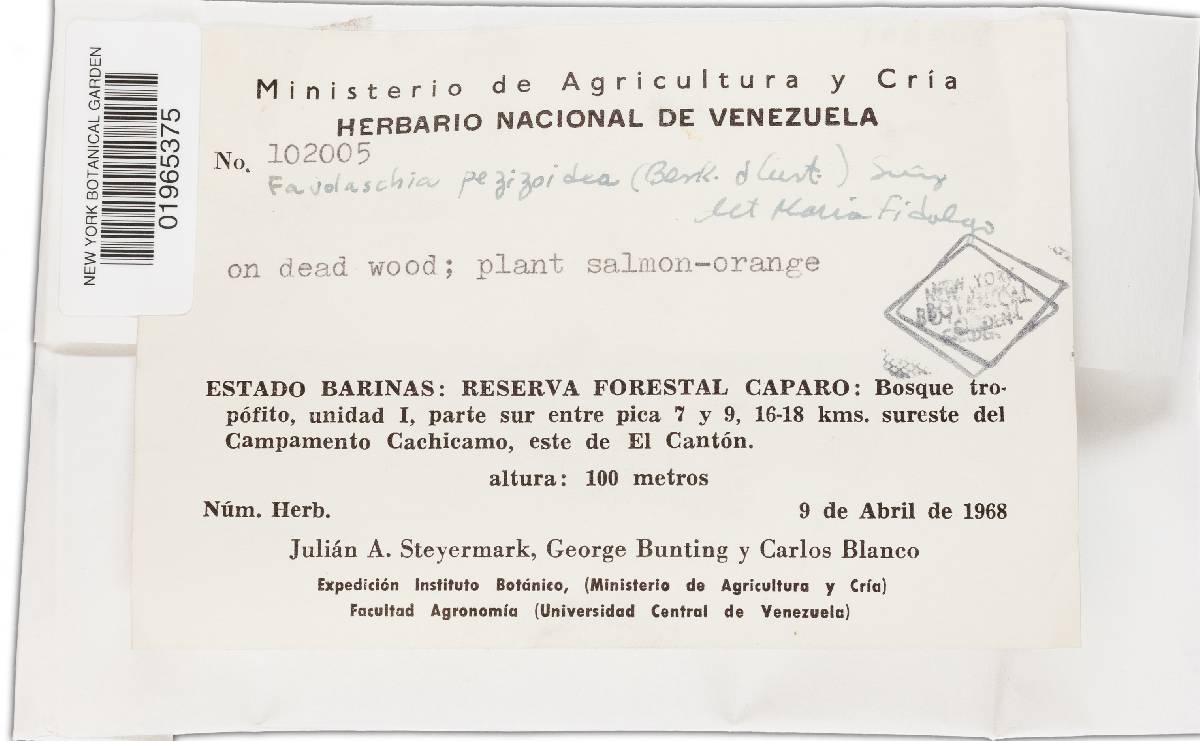 NEW YORK BOTANICAL GARDEN
01965375
Ministerio de Agricultura y Cría
HERBARIO NACIONAL DE VENEZUELA
No. 102005
Favolaschia pezizoidea (Berk. & Curt.)
det Maria Fidalgo
on dead wood; plant salmon-orange
NEW YORK
BOTANICAL
GARDEN
ESTADO BARINAS: RESERVA FORESTAL CAPARO: Bosque tro-
pófito, unidad I, parte sur entre pica 7 y 9, 16-18 kms. sureste del
Campamento Cachicamo, este de El Cantón.
altura: 100 metros
Núm. Herb. 9 de Abril de 1968
Julián A. Steyermark, George Bunting y Carlos Blanco
Expedición Instituto Botánico, (Ministerio de Agricultura y Cría)
Facultad Agronomía (Universidad Central de Venezuela)